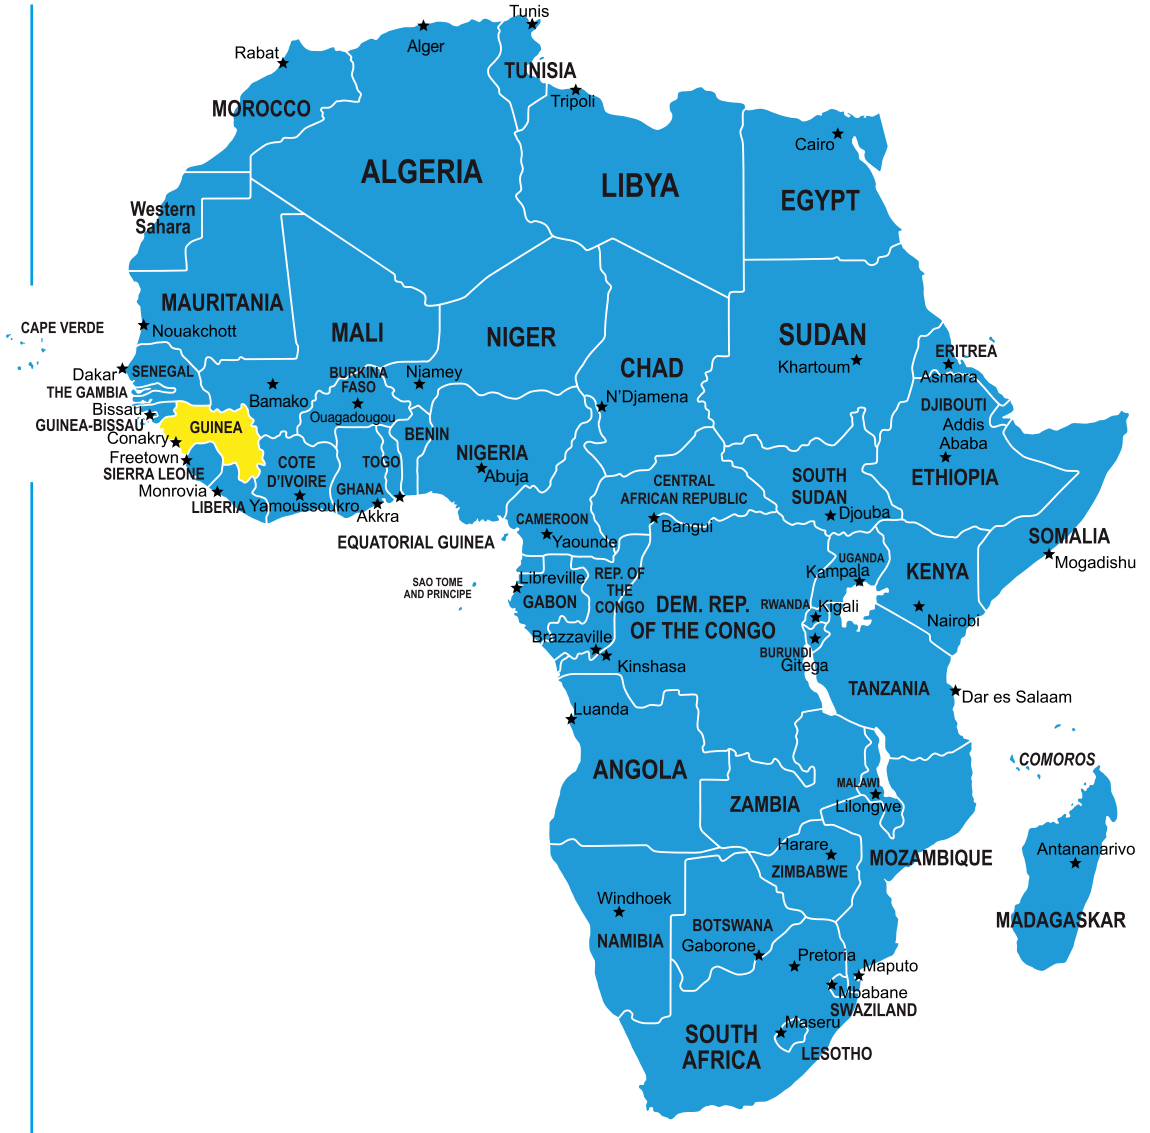 Tunis
Rabat
Alger
TUNISIA
Tripoli
MOROCCO
Cairo
ALGERIA
LIBYA
EGYPT
Western
Sahara
MAURITANIA
CAPE VERDE
Nouakchott
MALI
NIGER
SUDAN
CHAD
Khartoum
ERITREA
Asmara
Dakar
SENEGAL
BURKINA
FASO
Niamey
THE GAMBIA
Bamako
N'Djamena
Bissau
Ouagadougou
DJIBOUTI
GUINEA-BISSAU
GUINEA
BENIN
Addis
Ababa
Conakry
Freetown
SIERRA LEONE
COTE
D'IVOIRE
TOGO
NIGERIA
Abuja
ETHIOPIA
Monrovia
GHANA
CENTRAL
AFRICAN REPUBLIC
SOUTH
SUDAN
LIBERIA
Yamoussoukro
Akkra
CAMEROON
Bangui
Djouba
EQUATORIAL GUINEA
Yaounde
SOMALIA
Mogadishu
UGANDA
Kampala
KENYA
SAO TOME
AND PRINCIPE
Libreville
GABON
REP. OF
THE
CONGO
DEM. REP.
OF THE CONGO
RWANDA
Kigali
Nairobi
Brazzaville
Kinshasa
BURUNDI
Gitega
TANZANIA
Dar es Salaam
Luanda
ANGOLA
COMOROS
ZAMBIA
MALAWI
Lilongwe
Harare
ZIMBABWE
MOZAMBIQUE
Antananarivo
MADAGASKAR
Windhoek
NAMIBIA
BOTSWANA
Gaborone
Pretoria
Maputo
Mbabane
SWAZILAND
Maseru
SOUTH
AFRICA
LESOTHO